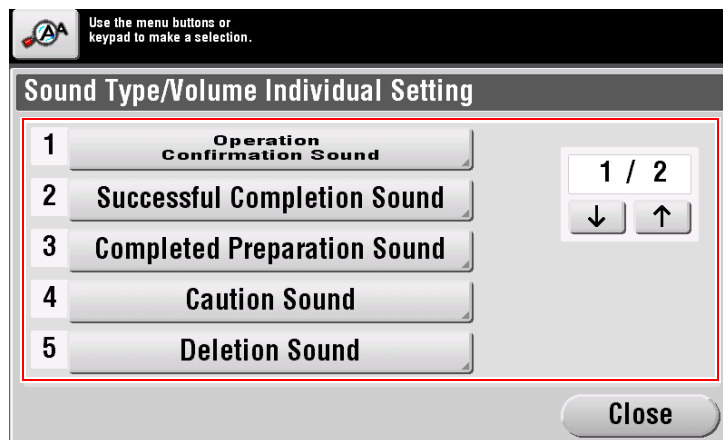 Use the menu buttons or
keypad to make a selection.
Sound Type/Volume Individual Setting
1
Operation
Confirmation Sound
2
Successful Completion Sound
3
Completed Preparation Sound
4
Caution Sound
5
Deletion Sound
1 / 2
↓ ↑
Close